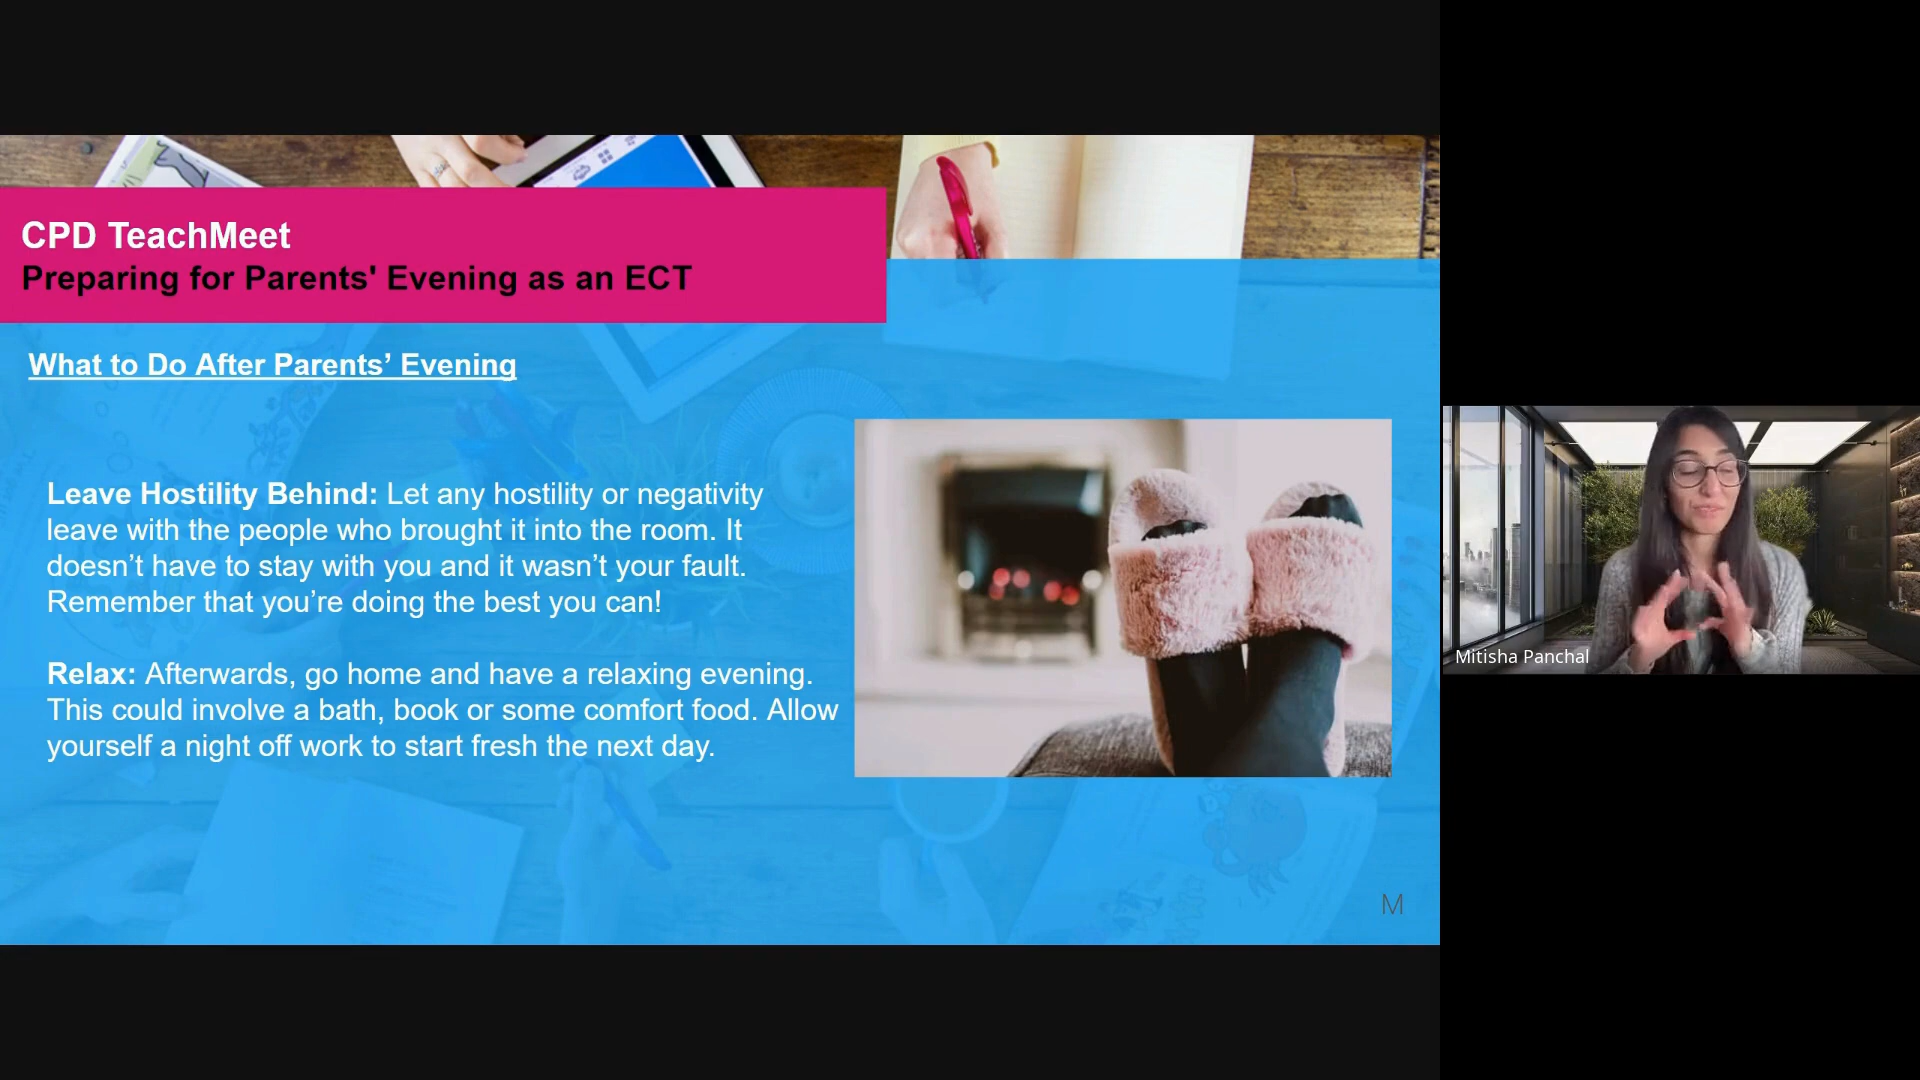 CPD TeachMeet
Preparing for Parents' Evening as an ECT
What to Do After Parents’ Evening
Leave Hostility Behind: Let any hostility or negativity
leave with the people who brought it into the room. It
doesn’t have to stay with you and it wasn’t your fault.
Remember that you’re doing the best you can!
Relax: Afterwards, go home and have a relaxing evening.
This could involve a bath, book or some comfort food. Allow
yourself a night off work to start fresh the next day.
M
Mitisha Panchal